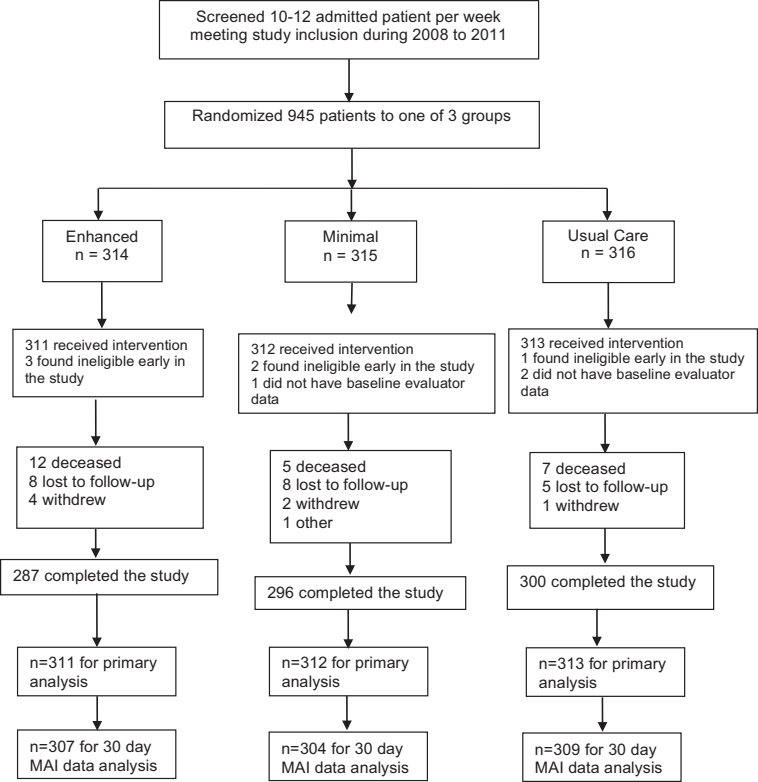 Screened 10-12 admitted patient per week
meeting study inclusion during 2008 to 2011
Randomized 945 patients to one of 3 groups
Enhanced
n = 314
Minimal
n = 315
Usual Care
n = 316
311 received intervention
3 found ineligible early in
the study
312 received intervention
2 found ineligible early in the study
1 did not have baseline evaluator
data
313 received intervention
1 found ineligible early in the study
2 did not have baseline evaluator
data
12 deceased
8 lost to follow-up
4 withdrew
5 deceased
8 lost to follow-up
2 withdrew
1 other
7 deceased
5 lost to follow-up
1 withdrew
287 completed the study
296 completed the study
300 completed the study
n=311 for primary
analysis
n=312 for primary
analysis
n=313 for primary
analysis
n=307 for 30 day
MAI data analysis
n=304 for 30 day
MAI data analysis
n=309 for 30 day
MAI data analysis